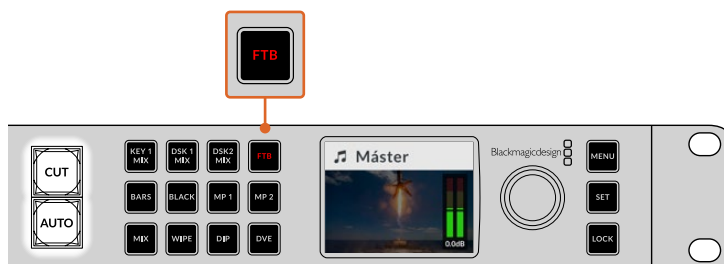 FTB
CUT
AUTO
KEY 1 MIX
DSK 1 MIX
DSK2 MIX
FTB
BARS
BLACK
MP 1
MP 2
MIX
WIPE
DIP
DVE
Máster
0.0dB
Blackmagicdesign
MENU
SET
LOCK